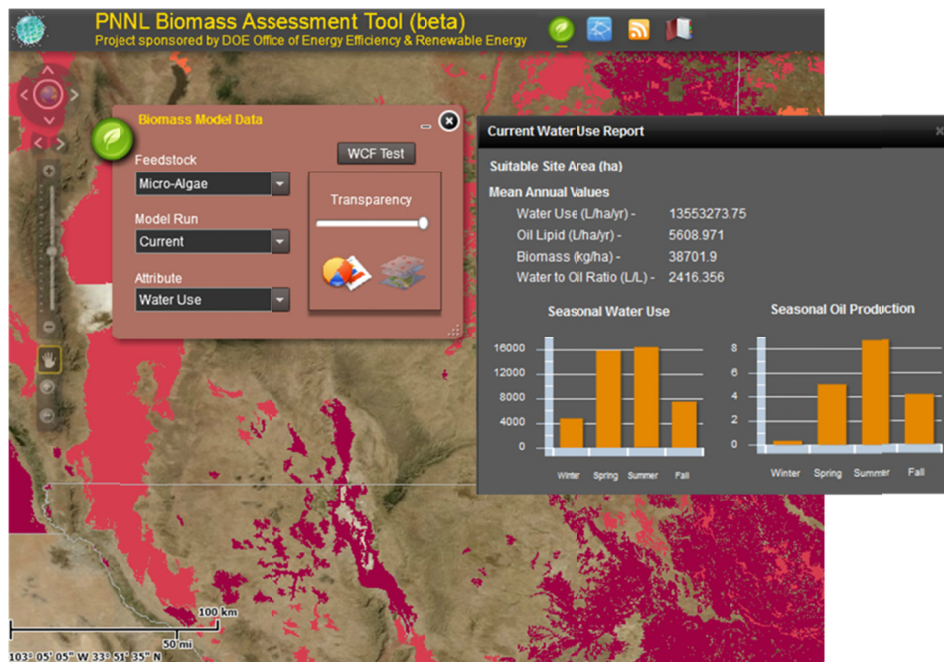 PNNL Biomass Assessment Tool (beta)
Project sponsored by DOE Office of Energy Efficiency & Renewable Energy
Biomass Model Data
WCF Test
Feedstock
Micro-Algae
Transparency
Model Run
Current
Attribute
Water Use
Current Water Use Report
Suitable Site Area (ha)
Mean Annual Values
Water Use (L/ha/yr) - 13553273.75
Oil Lipid (L/ha/yr) - 5608.971
Biomass (kg/ha) - 38701.9
Water to Oil Ratio (L/L) - 2416.356
Seasonal Water Use
16000
12000
8000
4000
0
Winter Spring Summer Fall
Seasonal Oil Production
8
6
4
2
0
Winter Spring Summer Fall
100 km
50 mi
103° 05' 05" W 33° 51' 35" N